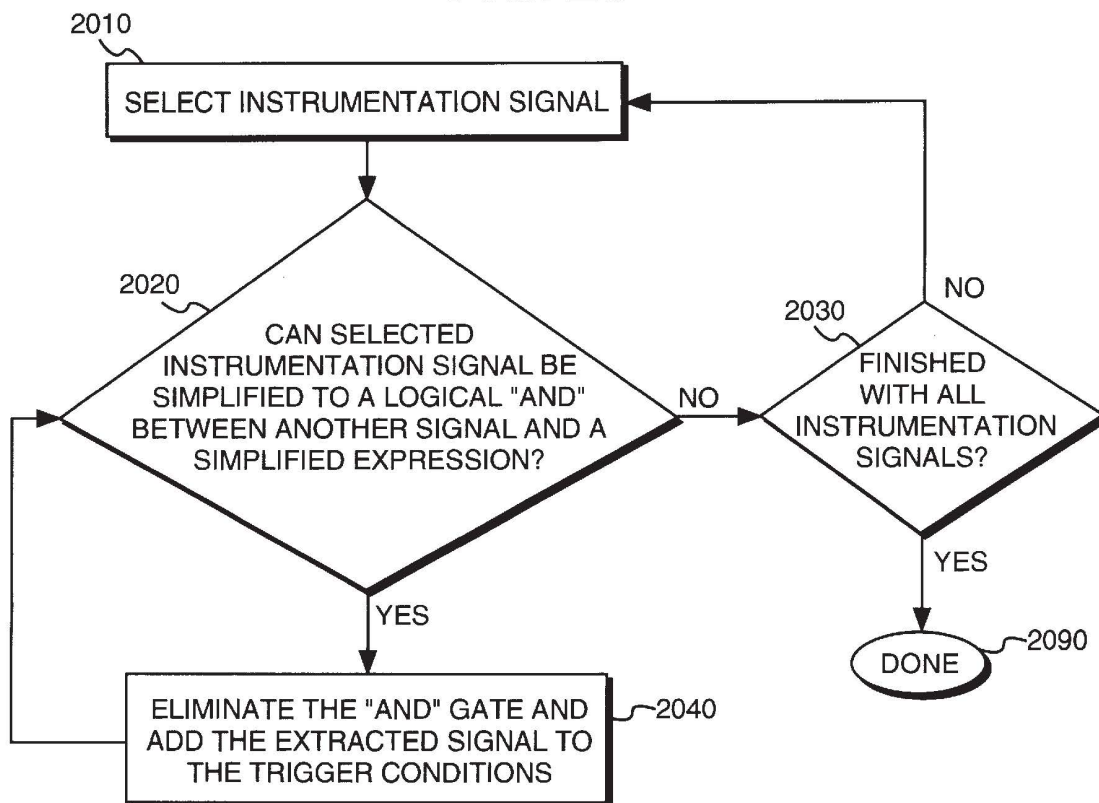 2010
SELECT INSTRUMENTATION SIGNAL
2020
CAN SELECTED
INSTRUMENTATION SIGNAL BE
SIMPLIFIED TO A LOGICAL "AND"
BETWEEN ANOTHER SIGNAL AND A
SIMPLIFIED EXPRESSION?
NO
2030
NO
FINISHED
WITH ALL
INSTRUMENTATION
SIGNALS?
YES
DONE
2090
YES
ELIMINATE THE "AND" GATE AND
ADD THE EXTRACTED SIGNAL TO
THE TRIGGER CONDITIONS
2040